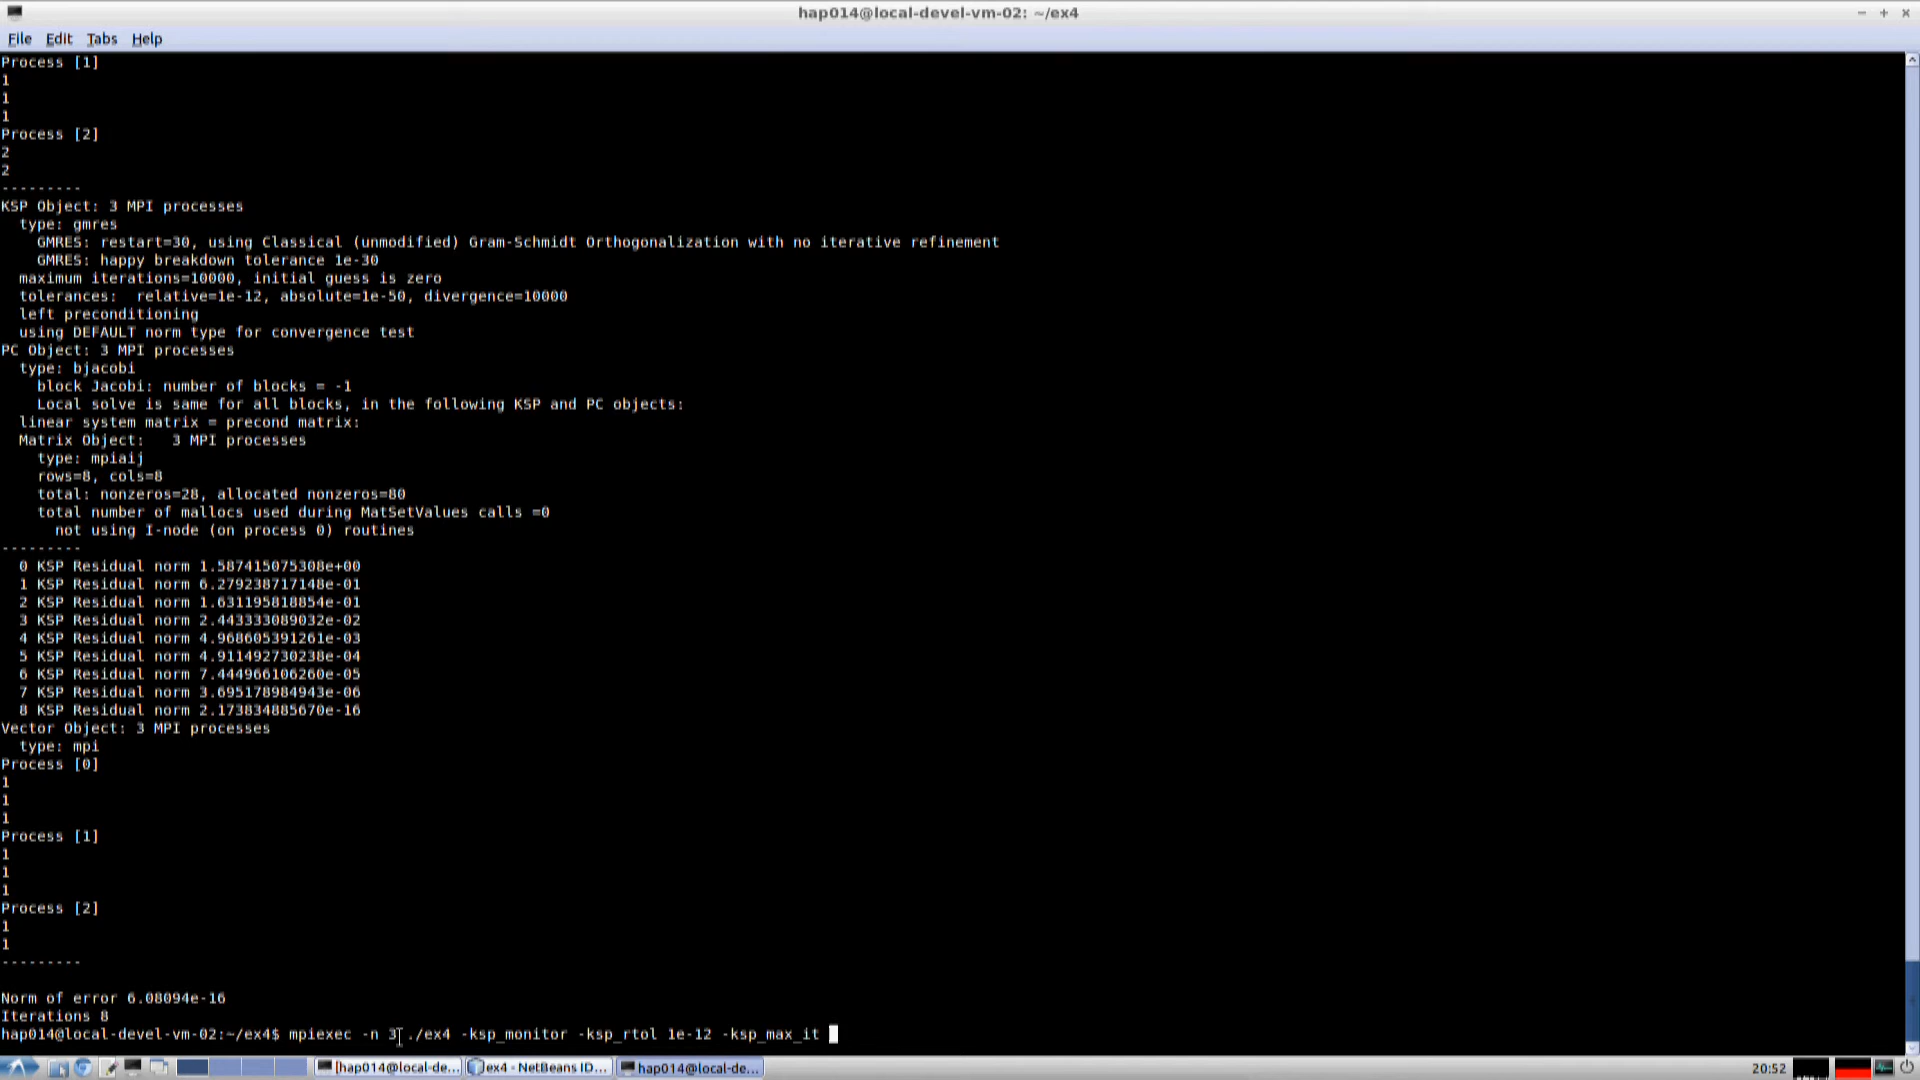 hap014@local-devel-vm-02: ~/ex4
File Edit Tabs Help
Process [1]
1
1
1
Process [2]
2
2
---------
KSP Object: 3 MPI processes
type: gmres
GMRES: restart=30, using Classical (unmodified) Gram-Schmidt Orthogonalization with no iterative refinement
GMRES: happy breakdown tolerance 1e-30
maximum iterations=10000, initial guess is zero
tolerances: relative=1e-12, absolute=1e-50, divergence=10000
left preconditioning
using DEFAULT norm type for convergence test
PC Object: 3 MPI processes
type: bjacobi
block Jacobi: number of blocks = -1
Local solve is same for all blocks, in the following KSP and PC objects:
linear system matrix = precond matrix:
Matrix Object: 3 MPI processes
type: mpiaij
rows=8, cols=8
total: nonzeros=28, allocated nonzeros=80
total number of mallocs used during MatSetValues calls =0
not using I-node (on process 0) routines
---------
0 KSP Residual norm 1.587415075308e+00
1 KSP Residual norm 6.279238717148e-01
2 KSP Residual norm 1.631195818854e-01
3 KSP Residual norm 2.443333089032e-02
4 KSP Residual norm 4.968605391261e-03
5 KSP Residual norm 4.911492730238e-04
6 KSP Residual norm 7.444966106260e-05
7 KSP Residual norm 3.695178984943e-06
8 KSP Residual norm 2.173834885670e-16
Vector Object: 3 MPI processes
type: mpi
Process [0]
1
1
1
Process [1]
1
1
1
Process [2]
1
1
---------
Norm of error 6.08094e-16
Iterations 8
hap014@local-devel-vm-02:~/ex4$ mpiexec -n 3 ./ex4 -ksp_monitor -ksp_rtol 1e-12 -ksp_max_it
[hap014@local-de... ex4 - NetBeans ID... hap014@local-de... 20:52